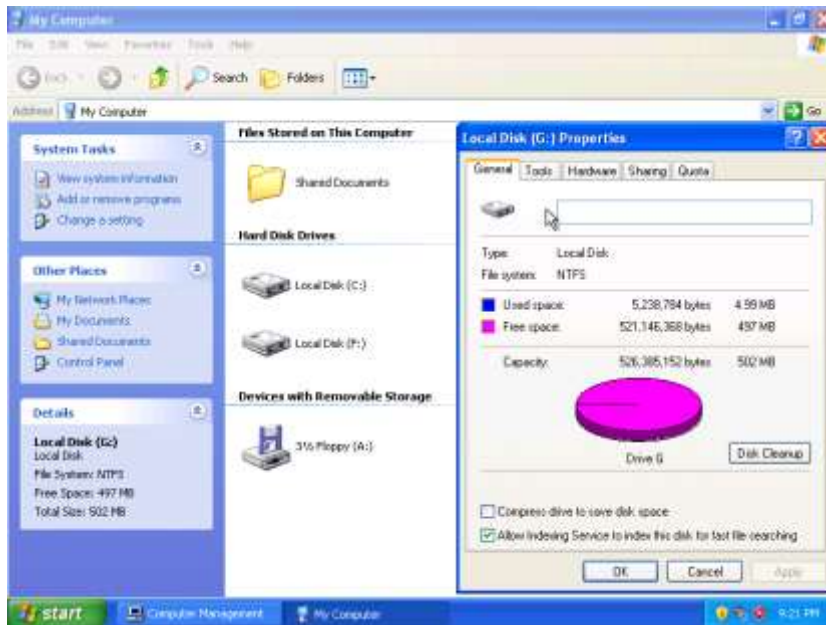 My Computer
File Edit View Favorites Tools Help
Back Search Folders
Address My Computer Go
System Tasks
View system information
Add or remove programs
Change a setting
Other Places
My Network Places
My Documents
Shared Documents
Control Panel
Details
Local Disk (G:)
Local Disk
File System: NTFS
Free Space: 497 MB
Total Size: 502 MB
Files Stored on This Computer
Shared Documents
Hard Disk Drives
Local Disk (C:)
Local Disk (F:)
Devices with Removable Storage
3½ Floppy (A:)
Local Disk (G:) Properties
General Tools Hardware Sharing Quota
Type: Local Disk
File system: NTFS
Used space: 5,238,784 bytes 4.99 MB
Free space: 521,146,368 bytes 497 MB
Capacity: 526,385,152 bytes 502 MB
Drive G
Disk Cleanup
Compress drive to save disk space
Allow Indexing Service to index this disk for fast file searching
OK Cancel Apply
start Computer Management My Computer 9:21 PM